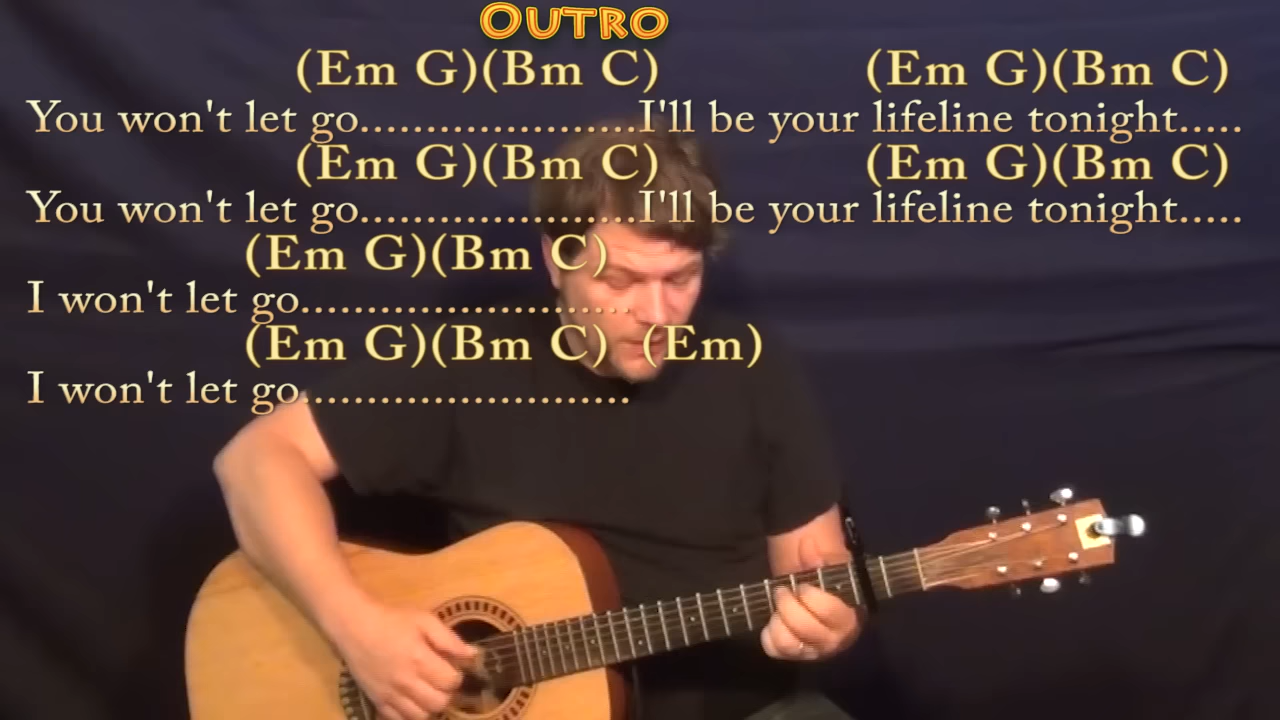 OUTRO
(Em G)(Bm C) (Em G)(Bm C)
You won't let go.....................I'll be your lifeline tonight.....
(Em G)(Bm C) (Em G)(Bm C)
You won't let go.....................I'll be your lifeline tonight.....
(Em G)(Bm C)
I won't let go.........................
(Em G)(Bm C) (Em)
I won't let go.........................